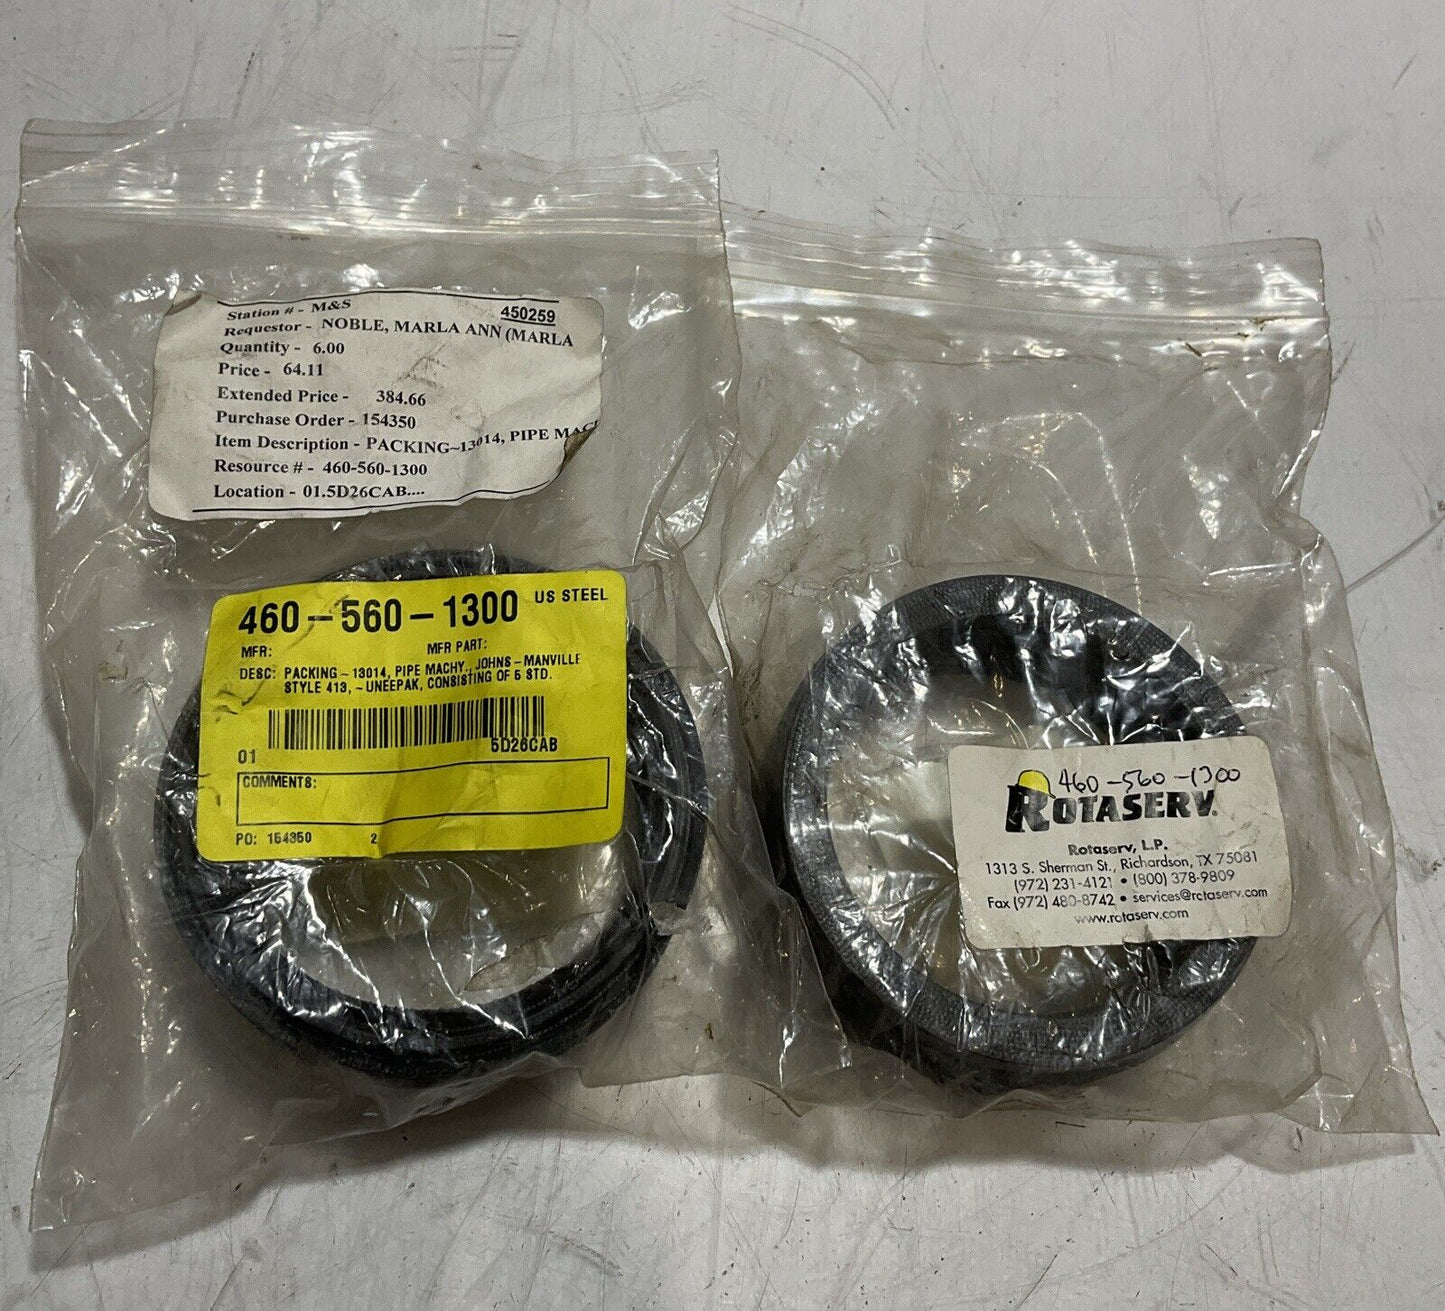 Station # - M&S 450259
Requestor - NOBLE, MARLA ANN (MARLA
Quantity - 6.00
Price - 64.11
Extended Price - 384.66
Purchase Order - 154350
Item Description - PACKING~13014, PIPE MACH
Resource # - 460-560-1300
Location - 01.5D26CAB....
460-560-1300 US STEEL
MFR: MFR PART:
DESC: PACKING~13014, PIPE MACHY., JOHNS-MANVILLE
STYLE 413, ~UNEEPAK, CONSISTING OF 5 STD.
01 5D26CAB
COMMENTS:
PO: 154350 2
460-560-1300
ROTASERV.
Rotaserv, L.P.
1313 S. Sherman St., Richardson, TX 75081
(972) 231-4121 • (800) 378-9809
Fax (972) 480-8742 • services@rotaserv.com
www.rotaserv.com